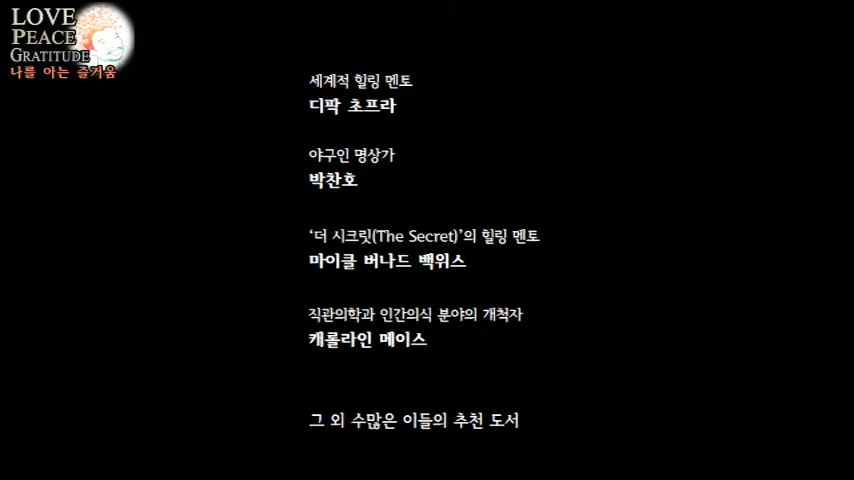 LOVE
PEACE
GRATITUDE
나를 아는 즐거움
세계적 힐링 멘토
디팍 초프라
야구인 명상가
박찬호
‘더 시크릿(The Secret)’의 힐링 멘토
마이클 버나드 백위스
직관의학과 인간의식 분야의 개척자
캐롤라인 메이스
그 외 수많은 이들의 추천 도서